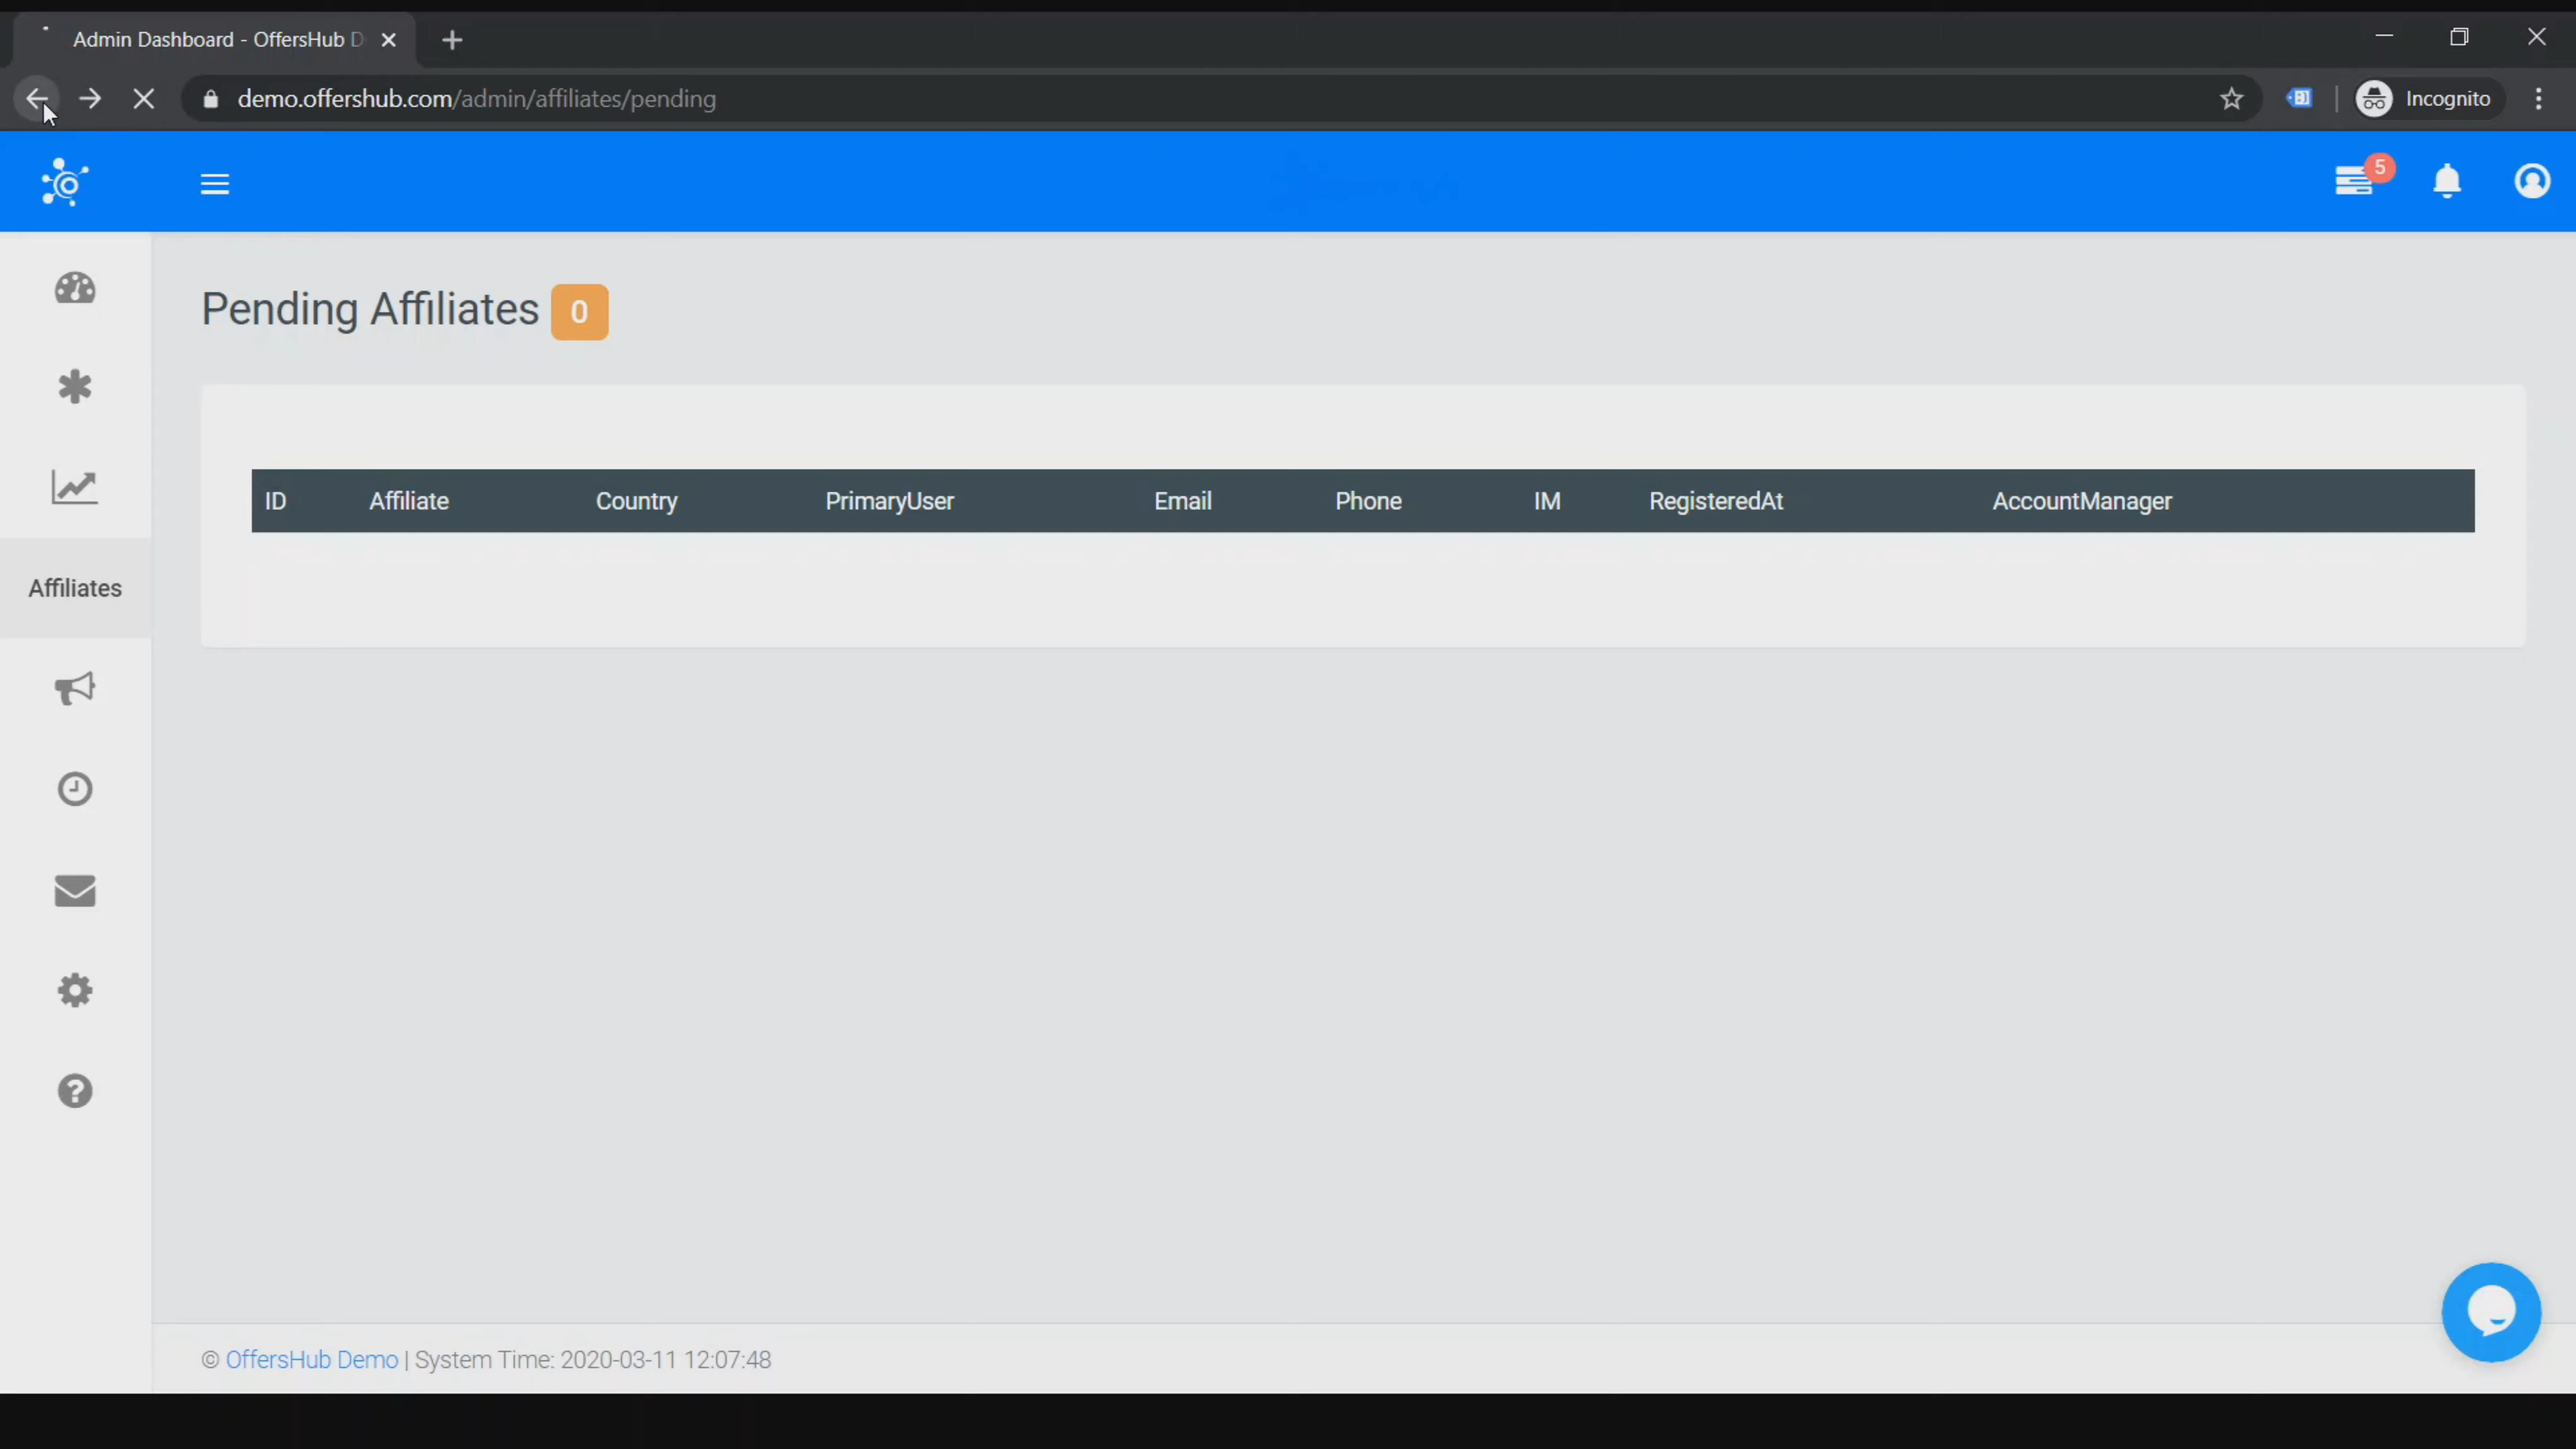 Admin Dashboard - OffersHub D
demo.offershub.com/admin/affiliates/pending
Incognito
5
Pending Affiliates 0
ID Affiliate Country PrimaryUser Email Phone IM RegisteredAt AccountManager
Affiliates
© OffersHub Demo | System Time: 2020-03-11 12:07:48